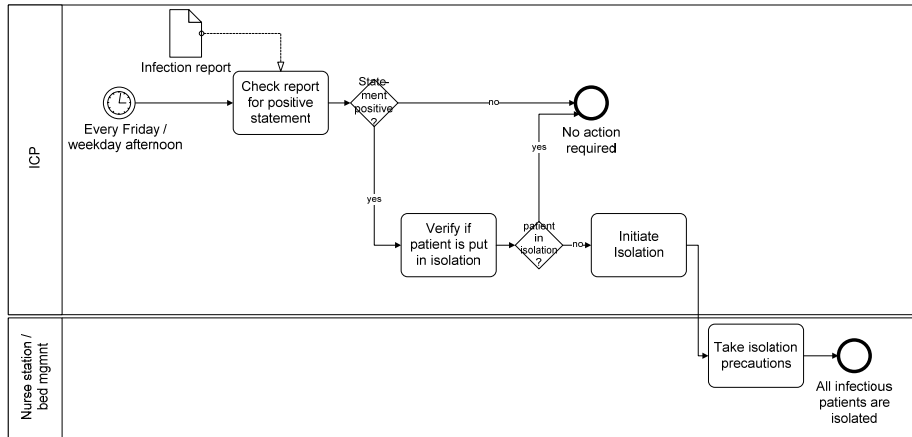 ICP
Infection report
Every Friday /
weekday afternoon
Check report
for positive
statement
State-
ment
positive
?
no
yes
No action
required
Verify if
patient is put
in isolation
patient
in
isolation
?
yes
no
Initiate
Isolation
Nurse station /
bed mgmnt
Take isolation
precautions
All infectious
patients are
isolated